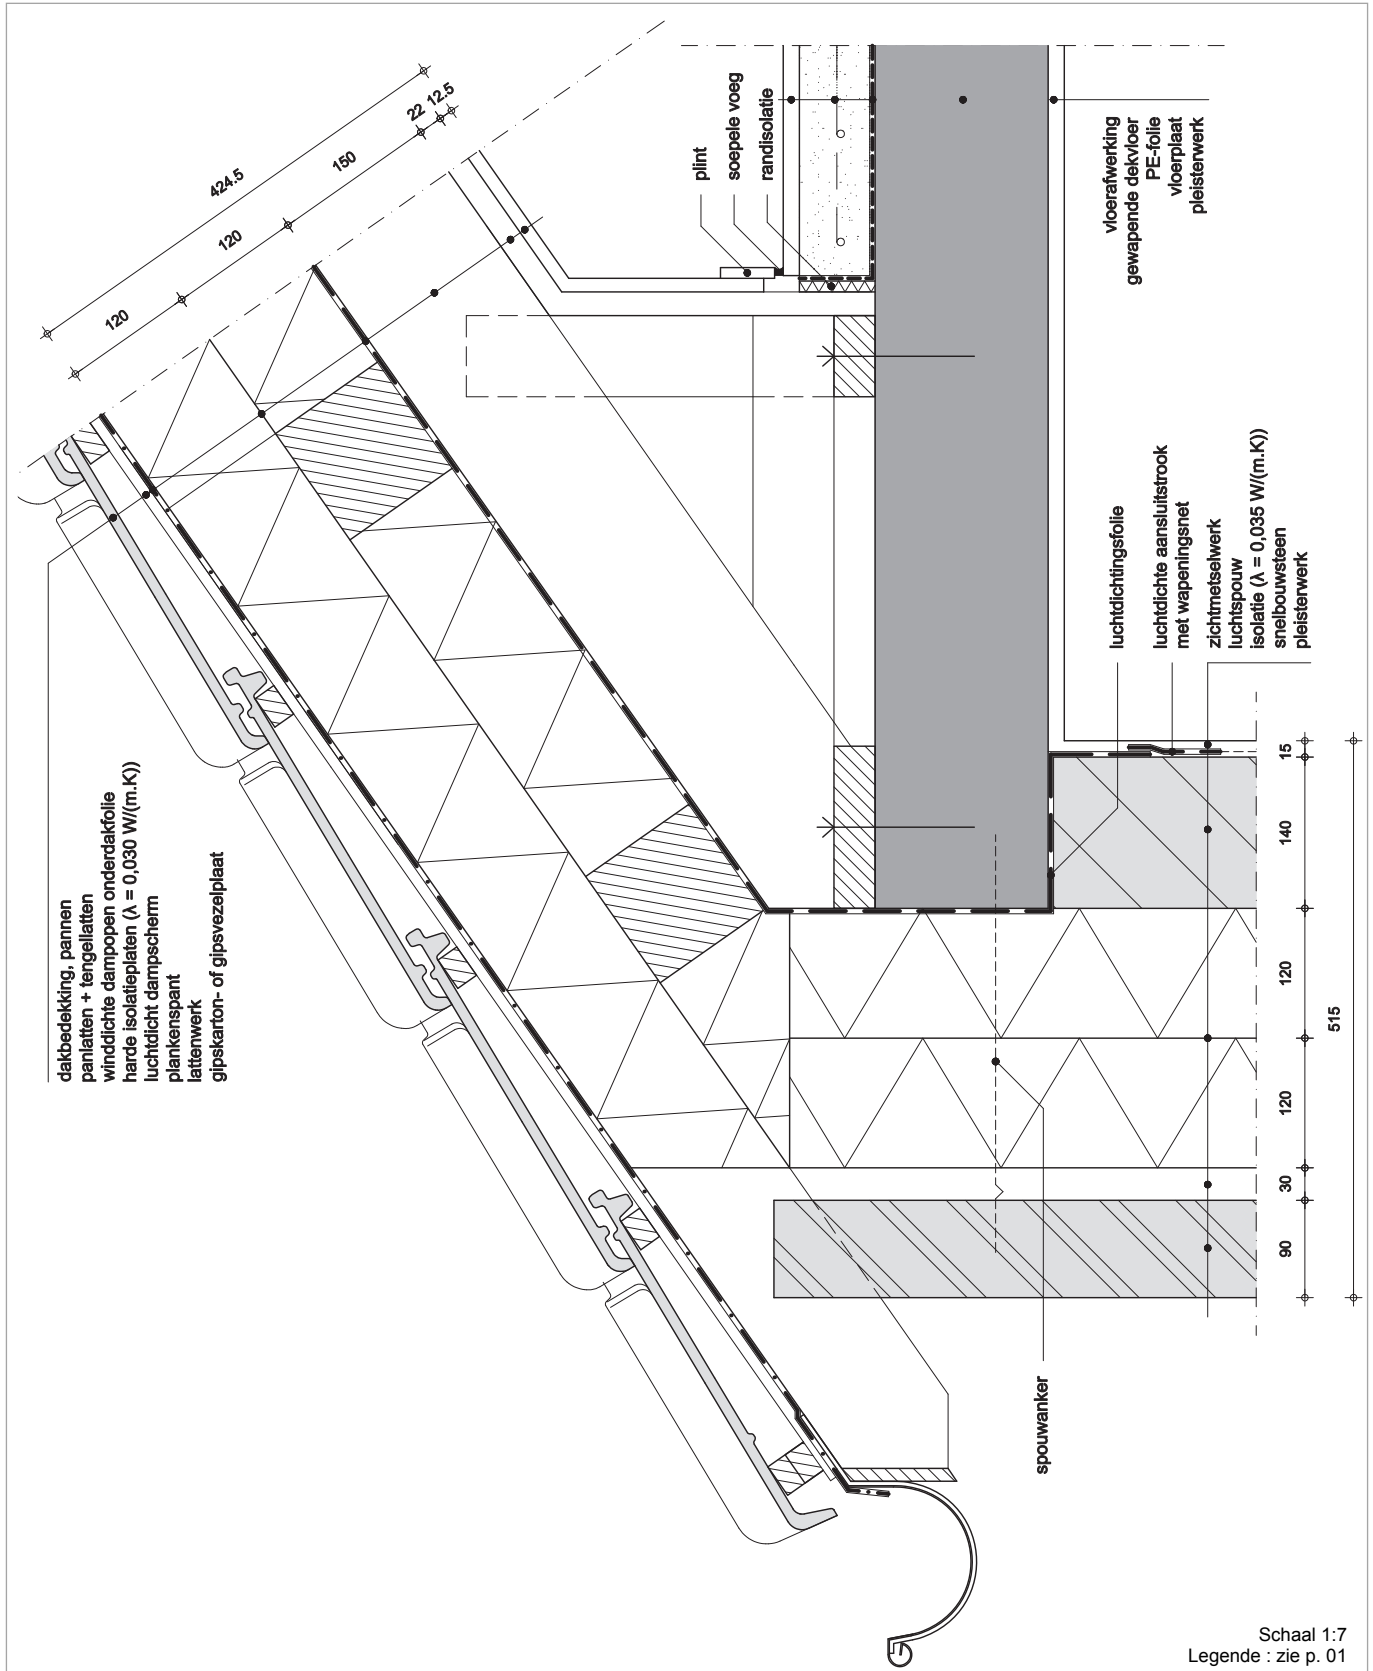 424.5
120
120
150
22
12.5
plint
soepele voeg
randisolatie
vloerafwerking
gewapende dekvloer
PE-folie
vloerplaat
pleisterwerk
dakbedekking, pannen
panlatten + tengellatten
winddichte dampopen onderdakfolie
harde isolatieplaten (λ = 0,030 W/(m.K))
luchtdicht dampscherm
plankenspant
lattenwerk
gipskarton- of gipsvezelplaat
luchtdichtingsfolie
luchtdichte aansluitstrook
met wapeningsnet
zichtmetselwerk
luchtspouw
isolatie (λ = 0,035 W/(m.K))
snelbouwsteen
pleisterwerk
15
140
120
120
30
90
515
spouwanker
Schaal 1:7
Legende : zie p. 01